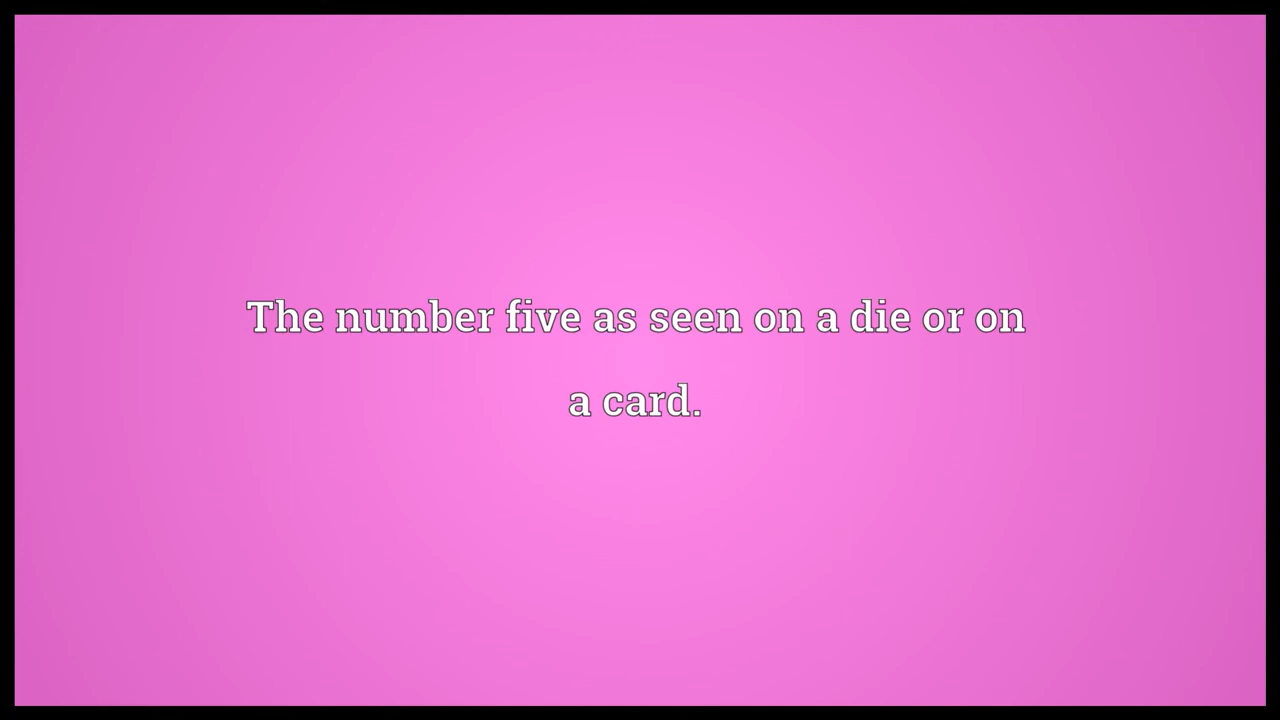 The number five as seen on a die or on
a card.